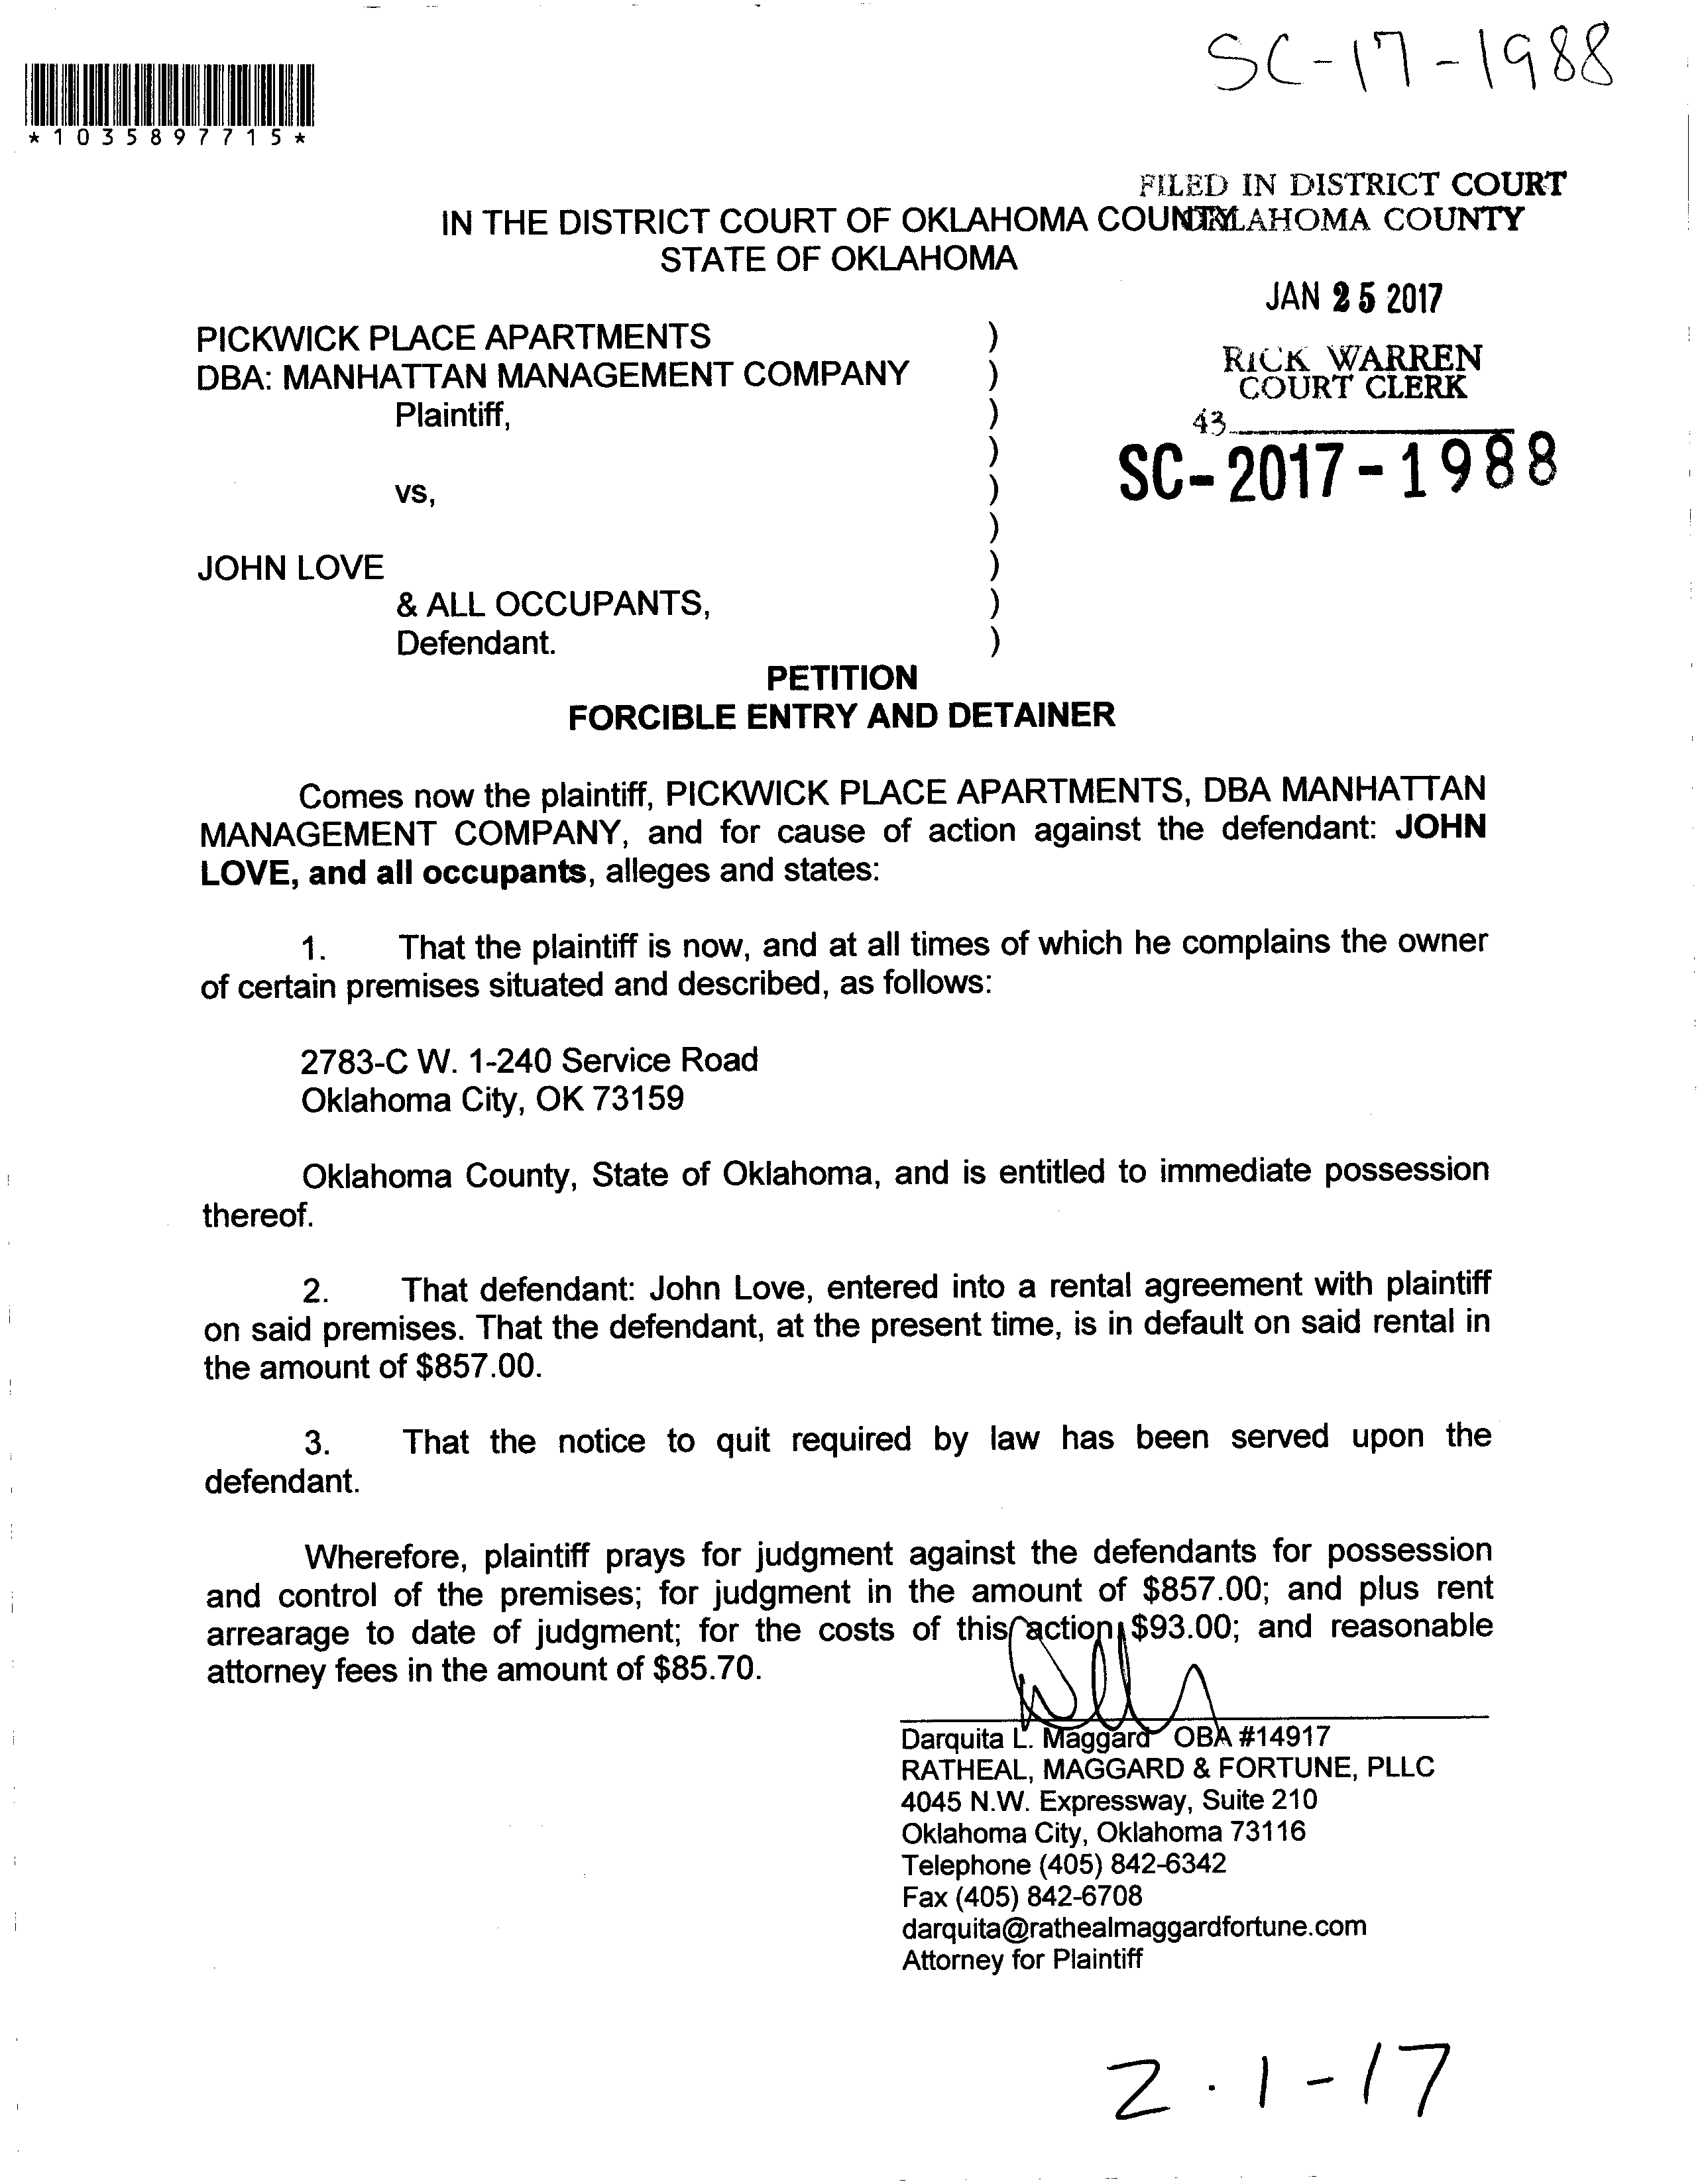 SC-17-1988
*1035897715*
FILED IN DISTRICT COURT
IN THE DISTRICT COURT OF OKLAHOMA COUNTY
OKLAHOMA COUNTY
STATE OF OKLAHOMA
JAN 25 2017
PICKWICK PLACE APARTMENTS )
DBA: MANHATTAN MANAGEMENT COMPANY )
Plaintiff, )
)
vs, )
)
JOHN LOVE )
& ALL OCCUPANTS, )
Defendant. )
RICK WARREN
COURT CLERK
43
SC-2017-1988
PETITION
FORCIBLE ENTRY AND DETAINER
Comes now the plaintiff, PICKWICK PLACE APARTMENTS, DBA MANHATTAN
MANAGEMENT COMPANY, and for cause of action against the defendant: JOHN
LOVE, and all occupants, alleges and states:
1. That the plaintiff is now, and at all times of which he complains the owner
of certain premises situated and described, as follows:
2783-C W. 1-240 Service Road
Oklahoma City, OK 73159
Oklahoma County, State of Oklahoma, and is entitled to immediate possession
thereof.
2. That defendant: John Love, entered into a rental agreement with plaintiff
on said premises. That the defendant, at the present time, is in default on said rental in
the amount of $857.00.
3. That the notice to quit required by law has been served upon the
defendant.
Wherefore, plaintiff prays for judgment against the defendants for possession
and control of the premises; for judgment in the amount of $857.00; and plus rent
arrearage to date of judgment; for the costs of this action $93.00; and reasonable
attorney fees in the amount of $85.70.
Darquita L. Maggard OBA #14917
RATHEAL, MAGGARD & FORTUNE, PLLC
4045 N.W. Expressway, Suite 210
Oklahoma City, Oklahoma 73116
Telephone (405) 842-6342
Fax (405) 842-6708
darquita@rathealmaggardfortune.com
Attorney for Plaintiff
2.1-17